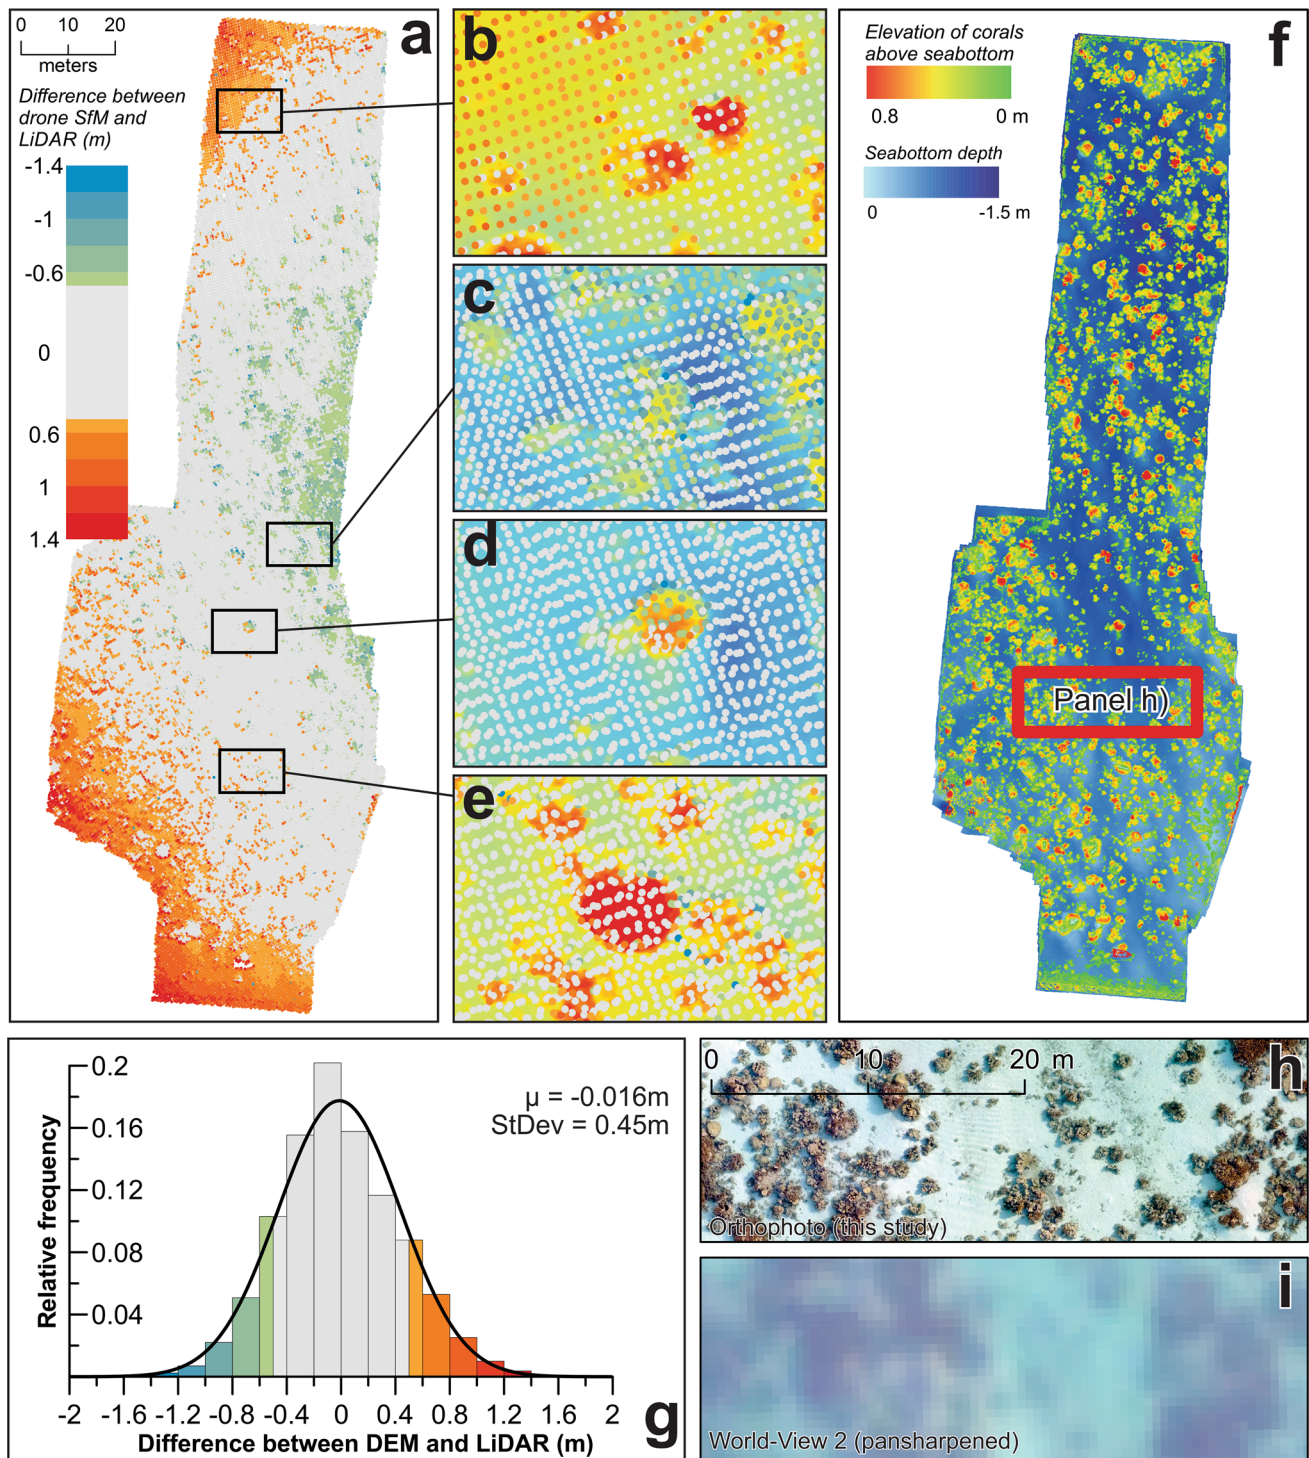 a
0 10 20
meters
Difference between
drone SfM and
LiDAR (m)
-1.4
-1
-0.6
0
0.6
1
1.4
b
c
d
e
f
Elevation of corals
above seabottom
0.8 0 m
Seabottom depth
0 -1.5 m
Panel h)
g
Relative frequency
0.2
0.16
0.12
0.08
0.04
μ = -0.016m
StDev = 0.45m
-2 -1.6 -1.2 -0.8 -0.4 0 0.4 0.8 1.2 1.6 2
Difference between DEM and LiDAR (m)
h
0 10 20 m
Orthophoto (this study)
i
World-View 2 (pansharpened)